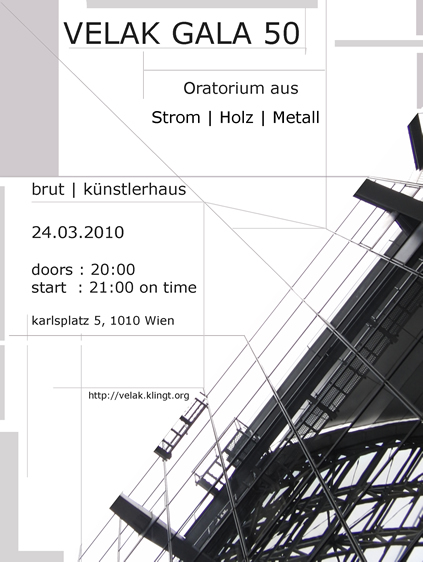 VELAK GALA 50
Oratorium aus
Strom | Holz | Metall
brut | künstlerhaus
24.03.2010
doors : 20:00
start : 21:00 on time
karlsplatz 5, 1010 Wien
http://velak.klingt.org